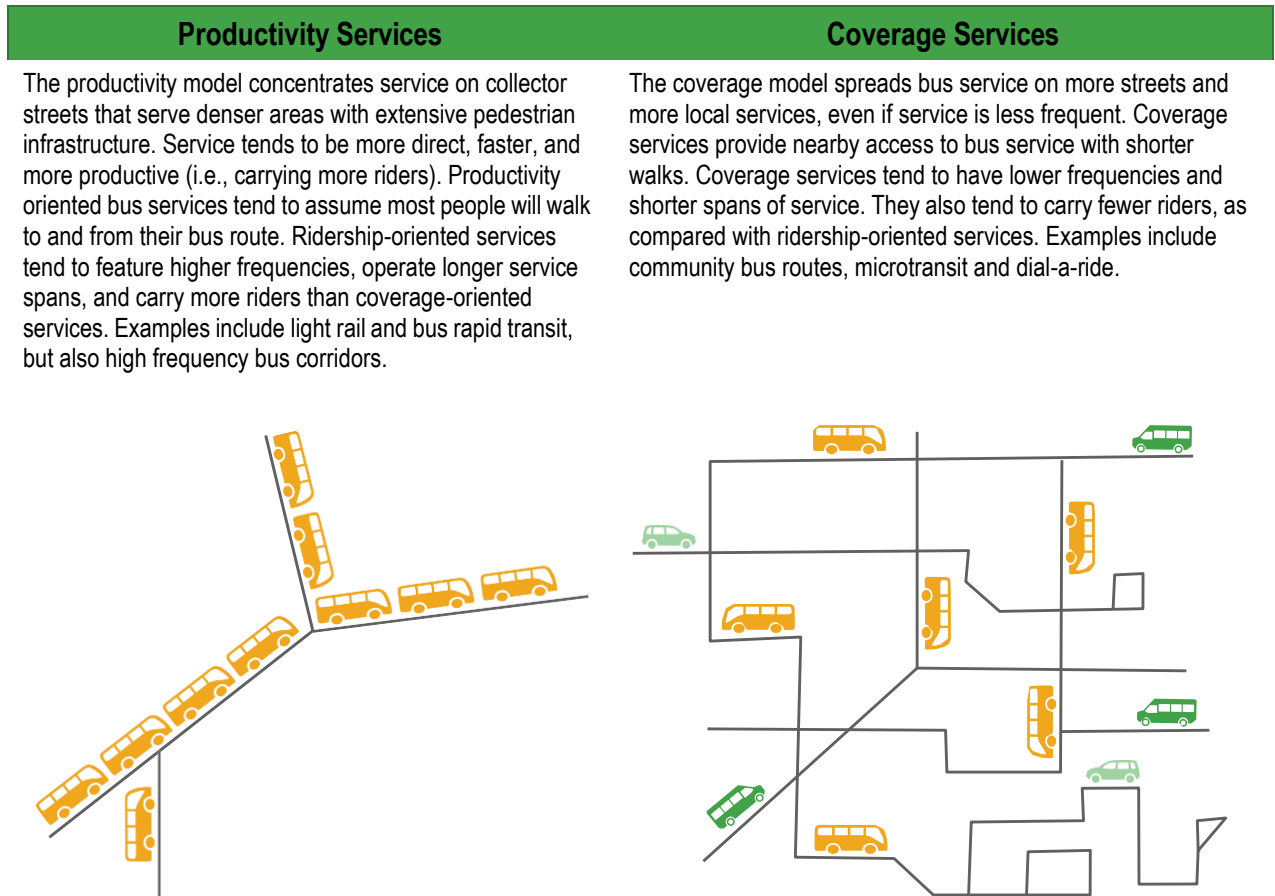 Productivity Services
The productivity model concentrates service on collector
streets that serve denser areas with extensive pedestrian
infrastructure. Service tends to be more direct, faster, and
more productive (i.e., carrying more riders). Productivity
oriented bus services tend to assume most people will walk
to and from their bus route. Ridership-oriented services
tend to feature higher frequencies, operate longer service
spans, and carry more riders than coverage-oriented
services. Examples include light rail and bus rapid transit,
but also high frequency bus corridors.
Coverage Services
The coverage model spreads bus service on more streets and
more local services, even if service is less frequent. Coverage
services provide nearby access to bus service with shorter
walks. Coverage services tend to have lower frequencies and
shorter spans of service. They also tend to carry fewer riders, as
compared with ridership-oriented services. Examples include
community bus routes, microtransit and dial-a-ride.